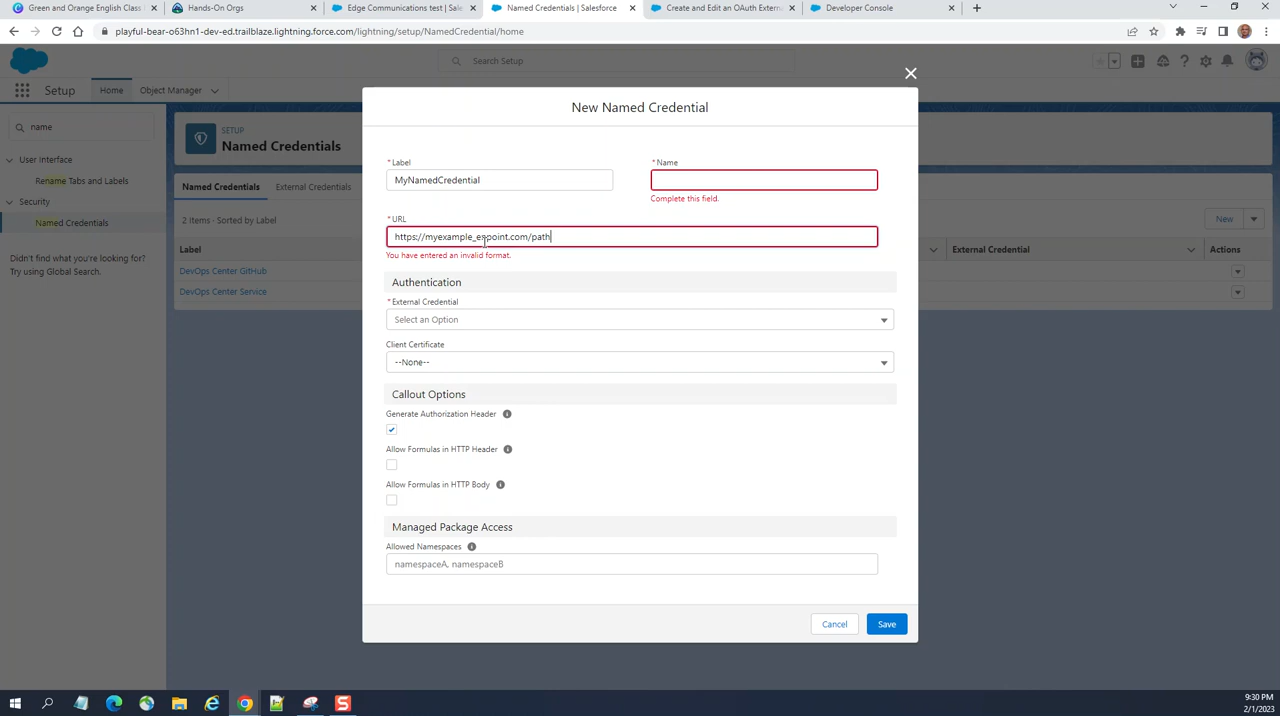 Green and Orange English Class
Hands-On Orgs
Edge Communications test | Sale
Named Credentials | Salesforce
Create and Edit an OAuth Extern
Developer Console
playful-bear-o63hn1-dev-ed.trailblaze.lightning.force.com/lightning/setup/NamedCredential/home
Search Setup
Setup
Home
Object Manager
name
User Interface
Rename Tabs and Calendars
Security
Named Credentials
Didn't find what you're looking for?
Try using Global Search.
SETUP
Named Credentials
Named Credentials
External Credentials
2 Items · Sorted by Label
New
Label
External Credential
Actions
DevOps Center GitHub
DevOps Center Service
New Named Credential
* Label
* Name
MyNamedCredential
Complete this field.
* URL
https://myexample_enpoint.com/path
You have entered an invalid format.
Authentication
* External Credential
Select an Option
Client Certificate
--None--
Callout Options
Generate Authorization Header
Allow Formulas in HTTP Header
Allow Formulas in HTTP Body
Managed Package Access
Allowed Namespaces
namespaceA, namespaceB
Cancel
Save
9:30 PM
2/1/2023